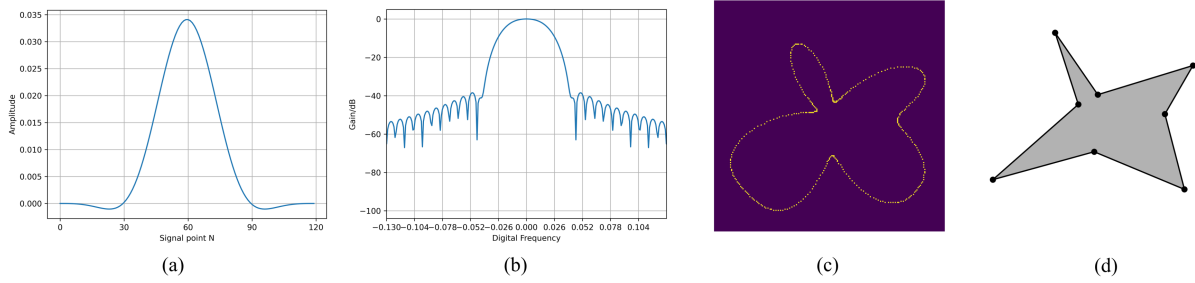 0.035
0.030
0.025
0.020
0.015
0.010
0.005
0.000
Amplitude
0 30 60 90 120
Signal point N
(a)
0
−20
−40
−60
−80
−100
Gain/dB
−0.130 −0.104 −0.078 −0.052 −0.026 0.000 0.026 0.052 0.078 0.104
Digital Frequency
(b)
(c)
(d)